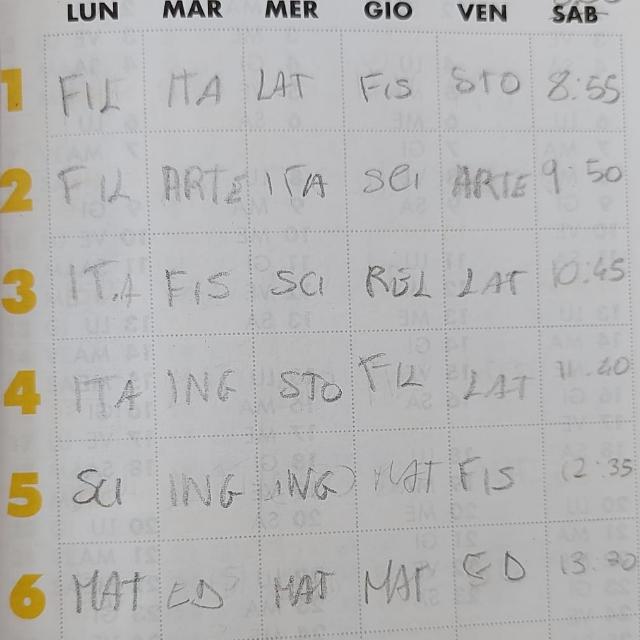 LUN MAR MER GIO VEN SAB
1 FIL ITA LAT FIS STO 8:55
2 FIL ARTE ITA SCI ARTE 9 50
3 ITA FIS SCI REL LAT 10.45
4 ITA ING STO FIL LAT 11.40
5 SCI ING ING MAT FIS 12:35
6 MAT ED MAT MAT ED